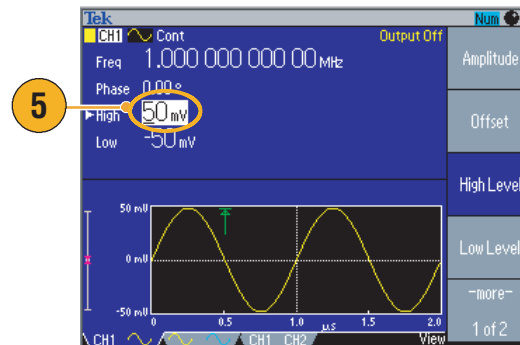 Tek
Num
CH1 Cont
Output Off
Freq 1.000 000 000 00 MHz
Phase 0.00 °
5
High 50 mV
Low -50 mV
Amplitude
Offset
High Level
Low Level
-more-
1 of 2
50 mV
0 mV
-50 mV
0 0.5 1.0 1.5 2.0
µs
CH1
CH1 CH2
View